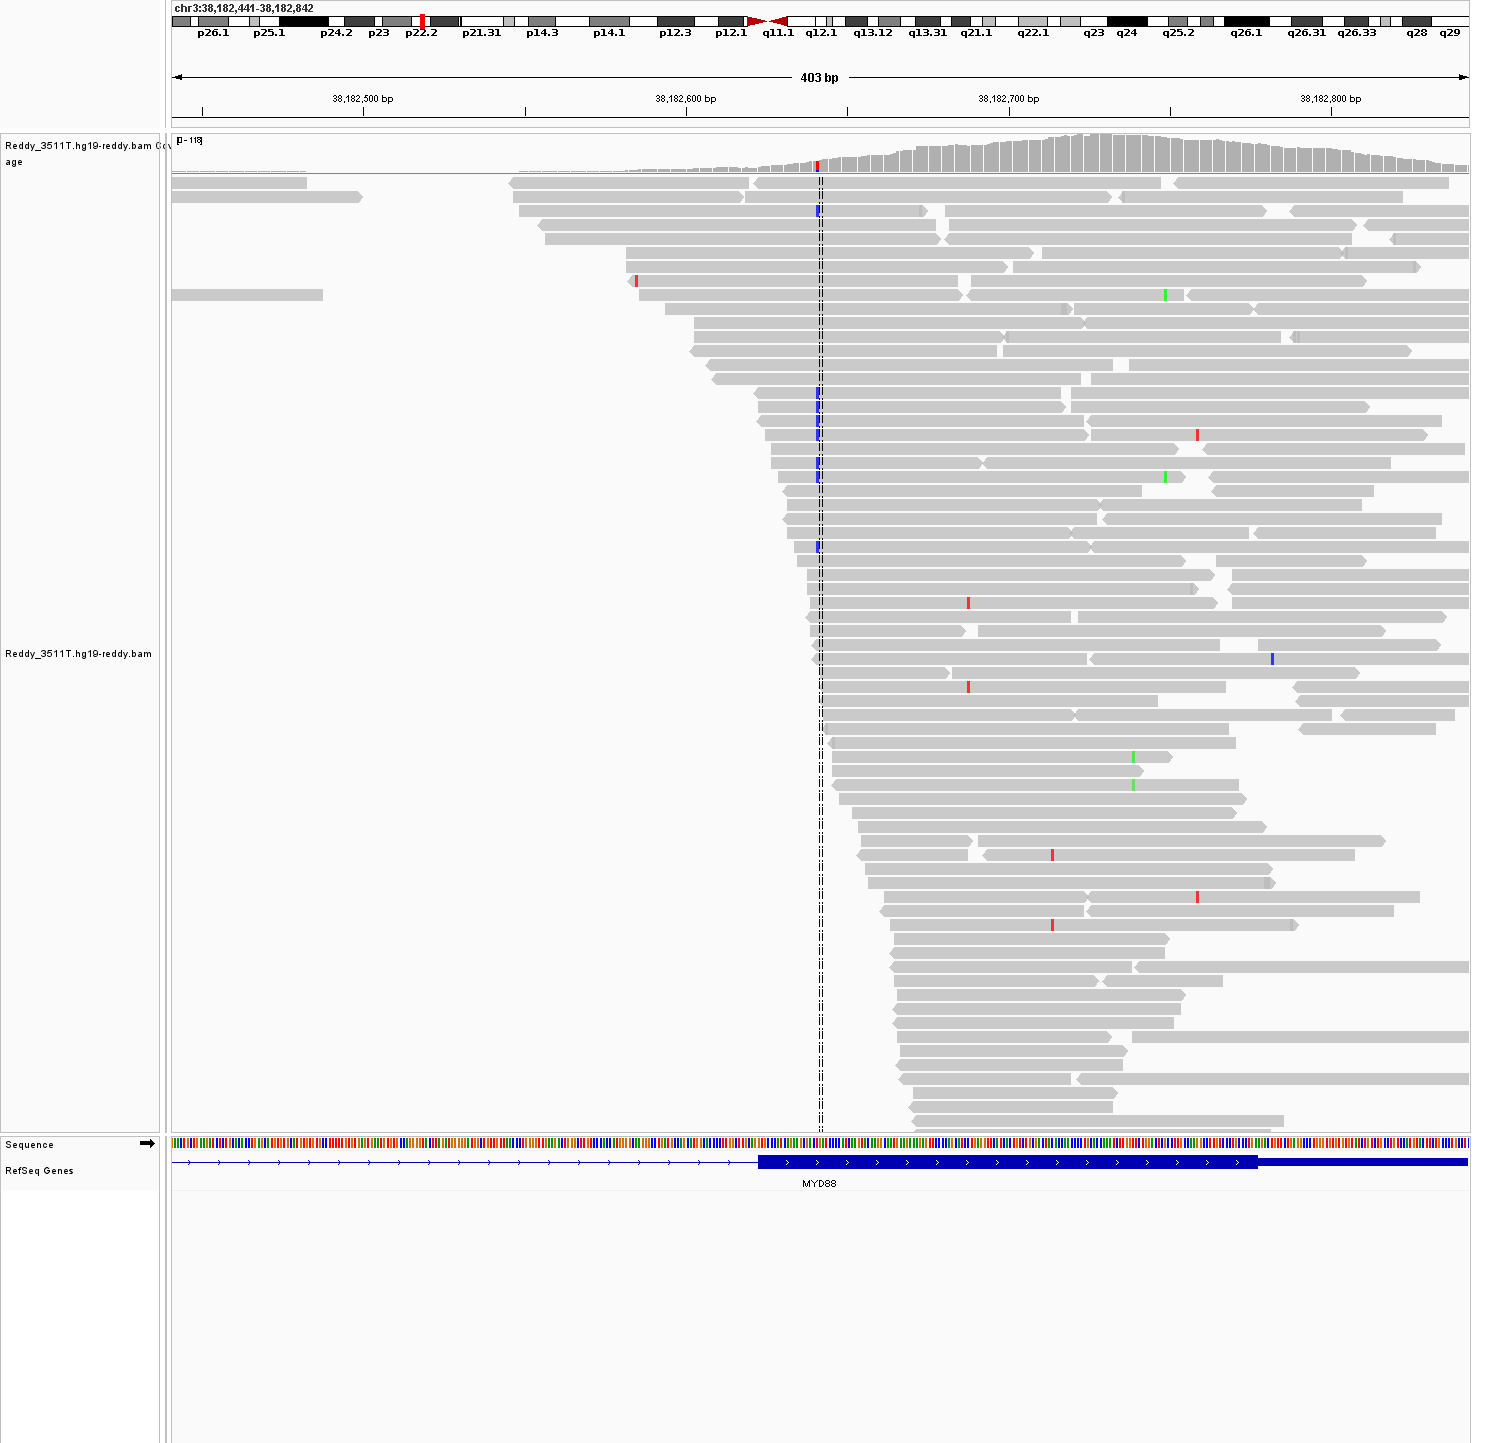 chr3:38,182,441-38,182,842
p26.1 p25.1 p24.2 p23 p22.2 p21.31 p14.3 p14.1 p12.3 p12.1 q11.1 q12.1 q13.12 q13.31 q21.1 q22.1 q23 q24 q25.2 q26.1 q26.31 q26.33 q28 q29
403 bp
38,182,500 bp 38,182,600 bp 38,182,700 bp 38,182,800 bp
[0 - 118]
Reddy_3511T.hg19-reddy.bam Cov
age
Reddy_3511T.hg19-reddy.bam
Sequence
RefSeq Genes
MYD88